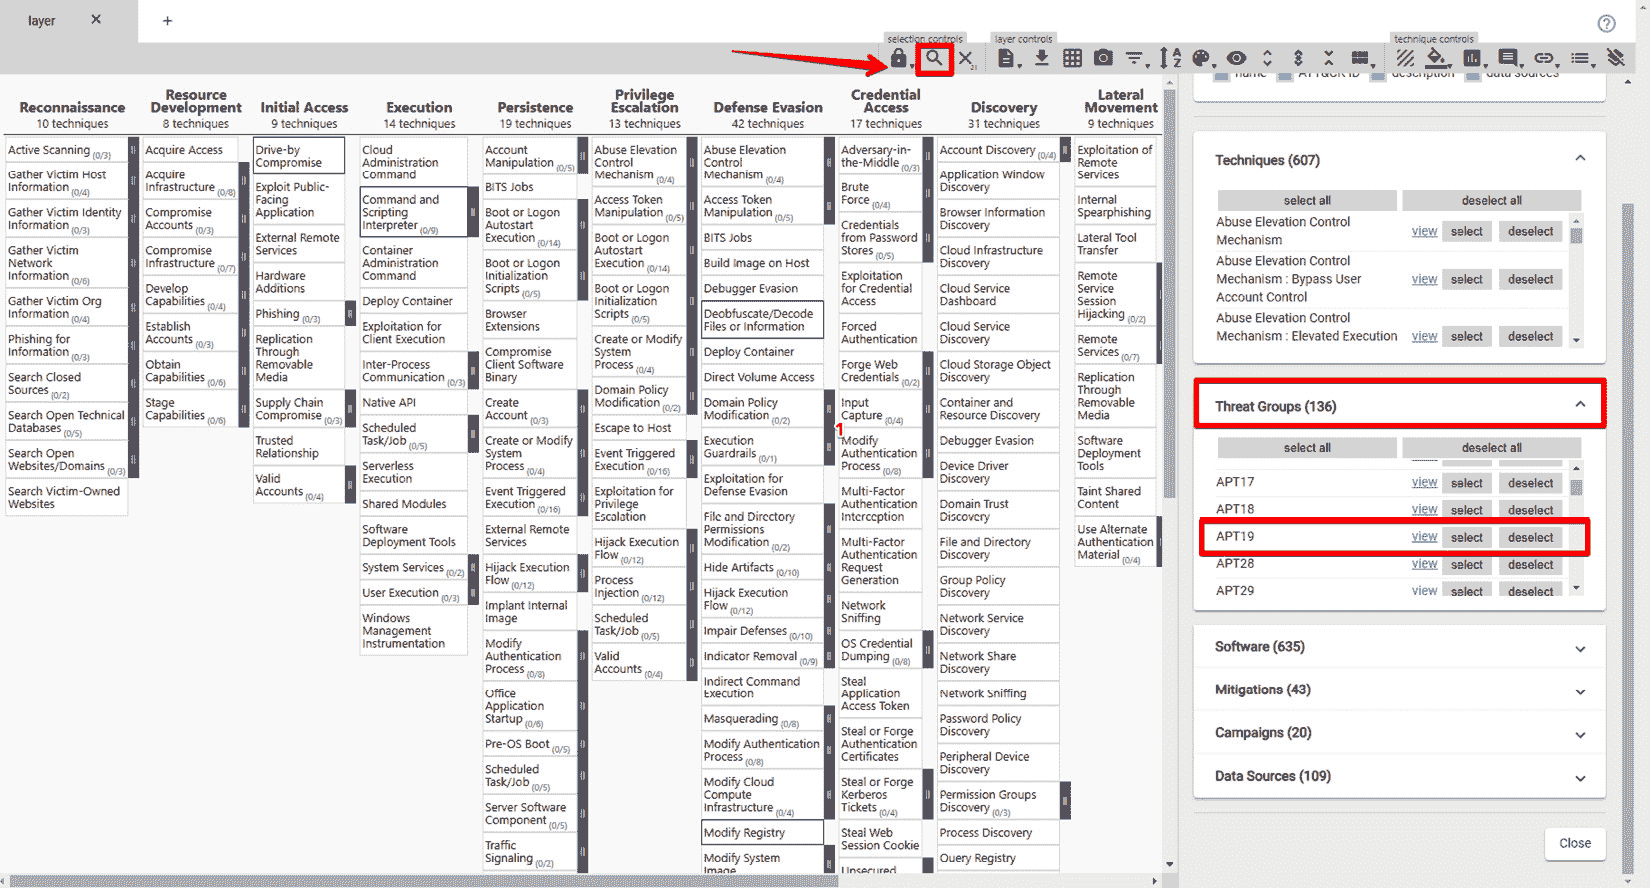 layer
selection controls
layer controls
technique controls
21
name
ATT&CK ID
description
data sources
Reconnaissance
10 techniques
Active Scanning (0/3)
Gather Victim Host
Information (0/4)
Gather Victim Identity
Information (0/3)
Gather Victim
Network
Information (0/6)
Gather Victim Org
Information (0/4)
Phishing for
Information (0/3)
Search Closed
Sources (0/2)
Search Open Technical
Databases (0/5)
Search Open
Websites/Domains (0/3)
Search Victim-Owned
Websites
Resource
Development
8 techniques
Acquire Access
Acquire
Infrastructure (0/8)
Compromise
Accounts (0/3)
Compromise
Infrastructure (0/7)
Develop
Capabilities (0/4)
Establish
Accounts (0/3)
Obtain
Capabilities (0/6)
Stage
Capabilities (0/6)
Initial Access
9 techniques
Drive-by
Compromise
Exploit Public-
Facing
Application
External Remote
Services
Hardware
Additions
Phishing (0/3)
Replication
Through
Removable
Media
Supply Chain
Compromise (0/3)
Trusted
Relationship
Valid
Accounts (0/4)
Execution
14 techniques
Cloud
Administration
Command
Command and
Scripting
Interpreter (0/9)
Container
Administration
Command
Deploy Container
Exploitation for
Client Execution
Inter-Process
Communication (0/3)
Native API
Scheduled
Task/Job (0/5)
Serverless
Execution
Shared Modules
Software
Deployment Tools
System Services (0/2)
User Execution (0/3)
Windows
Management
Instrumentation
Persistence
19 techniques
Account
Manipulation (0/5)
BITS Jobs
Boot or Logon
Autostart
Execution (0/14)
Boot or Logon
Initialization
Scripts (0/5)
Browser
Extensions
Compromise
Client Software
Binary
Create
Account (0/3)
Create or Modify
System
Process (0/4)
Event Triggered
Execution (0/16)
External Remote
Services
Hijack Execution
Flow (0/12)
Implant Internal
Image
Modify
Authentication
Process (0/8)
Office
Application
Startup (0/6)
Pre-OS Boot (0/5)
Scheduled
Task/Job (0/5)
Server Software
Component (0/5)
Traffic
Signaling (0/2)
Privilege
Escalation
13 techniques
Abuse Elevation
Control
Mechanism (0/4)
Access Token
Manipulation (0/5)
Boot or Logon
Autostart
Execution (0/14)
Boot or Logon
Initialization
Scripts (0/5)
Create or Modify
System
Process (0/4)
Domain Policy
Modification (0/2)
Escape to Host
Event Triggered
Execution (0/16)
Exploitation for
Privilege
Escalation
Hijack Execution
Flow (0/12)
Process
Injection (0/12)
Scheduled
Task/Job (0/5)
Valid
Accounts (0/4)
Defense Evasion
42 techniques
Abuse Elevation
Control
Mechanism (0/4)
Access Token
Manipulation (0/5)
BITS Jobs
Build Image on Host
Debugger Evasion
Deobfuscate/Decode
Files or Information
Deploy Container
Direct Volume Access
Domain Policy
Modification (0/2)
Execution
Guardrails (0/1)
Exploitation for
Defense Evasion
File and Directory
Permissions
Modification (0/2)
Hide Artifacts (0/10)
Hijack Execution
Flow (0/12)
Impair Defenses (0/10)
Indicator Removal (0/9)
Indirect Command
Execution
Masquerading (0/8)
Modify Authentication
Process (0/8)
Modify Cloud
Compute
Infrastructure (0/4)
Modify Registry
Modify System
Image (0/2)
1
Credential
Access
17 techniques
Adversary-in-
the-Middle (0/3)
Brute
Force (0/4)
Credentials
from Password
Stores (0/5)
Exploitation
for Credential
Access
Forced
Authentication
Forge Web
Credentials (0/2)
Input
Capture (0/4)
Modify
Authentication
Process (0/8)
Multi-Factor
Authentication
Interception
Multi-Factor
Authentication
Request
Generation
Network
Sniffing
OS Credential
Dumping (0/8)
Steal
Application
Access Token
Steal or Forge
Authentication
Certificates
Steal or Forge
Kerberos
Tickets (0/4)
Steal Web
Session Cookie
Unsecured
Discovery
31 techniques
Account Discovery (0/4)
Application Window
Discovery
Browser Information
Discovery
Cloud Infrastructure
Discovery
Cloud Service
Dashboard
Cloud Service
Discovery
Cloud Storage Object
Discovery
Container and
Resource Discovery
Debugger Evasion
Device Driver
Discovery
Domain Trust
Discovery
File and Directory
Discovery
Group Policy
Discovery
Network Service
Discovery
Network Share
Discovery
Network Sniffing
Password Policy
Discovery
Peripheral Device
Discovery
Permission Groups
Discovery (0/3)
Process Discovery
Query Registry
Lateral
Movement
9 techniques
Exploitation of
Remote
Services
Internal
Spearphishing
Lateral Tool
Transfer
Remote
Service
Session
Hijacking (0/2)
Remote
Services (0/7)
Replication
Through
Removable
Media
Software
Deployment
Tools
Taint Shared
Content
Use Alternate
Authentication
Material (0/4)
Techniques (607)
select all
deselect all
Abuse Elevation Control
Mechanism
view select deselect
Abuse Elevation Control
Mechanism : Bypass User
Account Control
view select deselect
Abuse Elevation Control
Mechanism : Elevated Execution
view select deselect
Threat Groups (136)
select all
deselect all
APT17 view select deselect
APT18 view select deselect
APT19 view select deselect
APT28 view select deselect
APT29 view select deselect
Software (635)
Mitigations (43)
Campaigns (20)
Data Sources (109)
Close